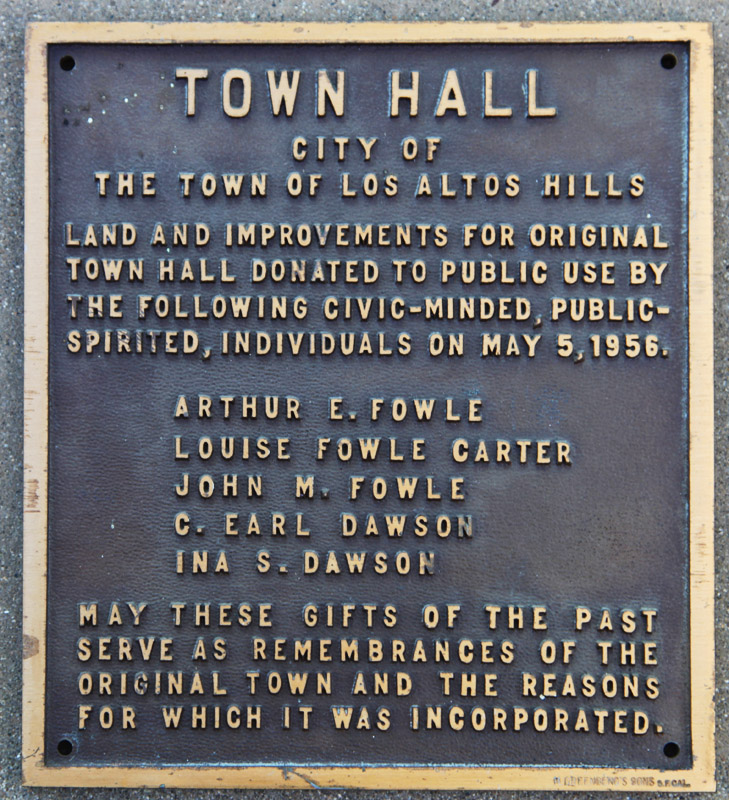 TOWN HALL
CITY OF
THE TOWN OF LOS ALTOS HILLS
LAND AND IMPROVEMENTS FOR ORIGINAL
TOWN HALL DONATED TO PUBLIC USE BY
THE FOLLOWING CIVIC-MINDED, PUBLIC-
SPIRITED, INDIVIDUALS ON MAY 5, 1956.
ARTHUR E. FOWLE
LOUISE FOWLE CARTER
JOHN M. FOWLE
C. EARL DAWSON
INA S. DAWSON
MAY THESE GIFTS OF THE PAST
SERVE AS REMEMBRANCES OF THE
ORIGINAL TOWN AND THE REASONS
FOR WHICH IT WAS INCORPORATED.
SONS S.F. CAL.